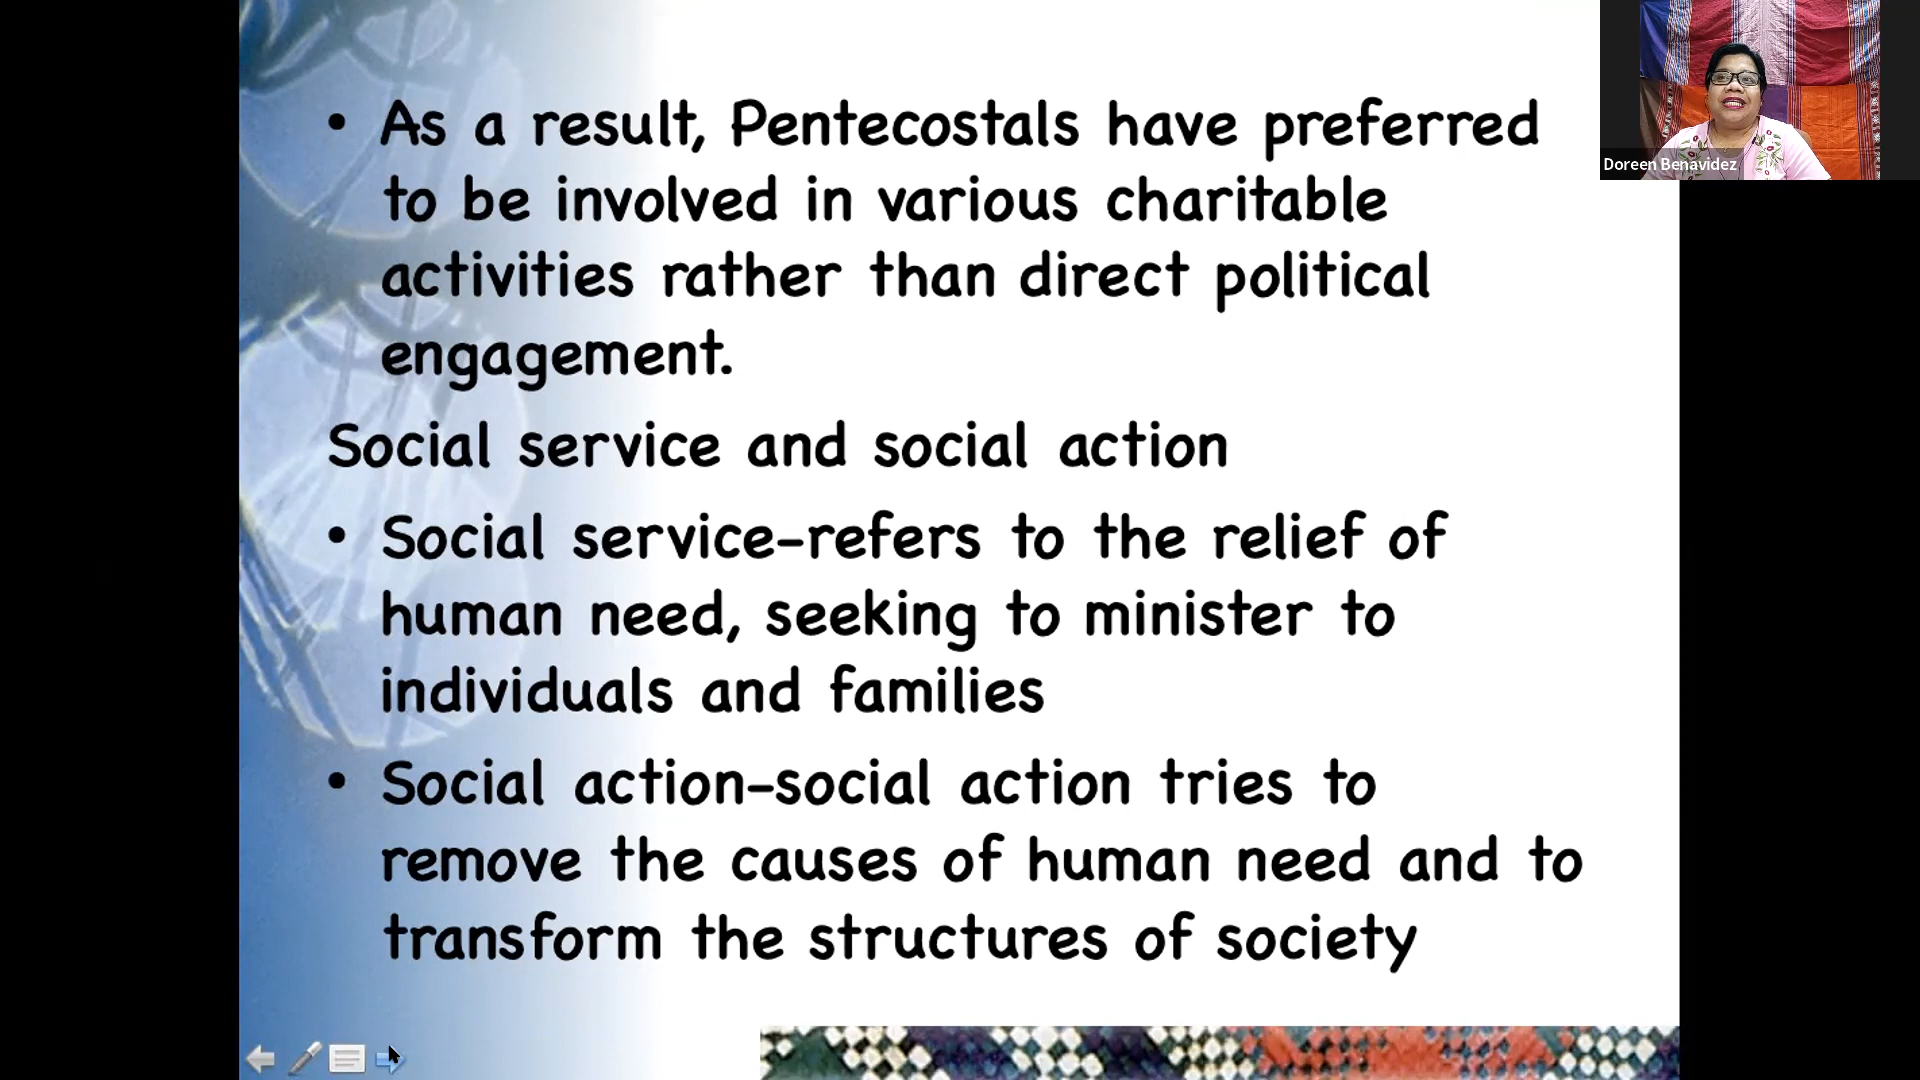 • As a result, Pentecostals have preferred
to be involved in various charitable
activities rather than direct political
engagement.
Social service and social action
• Social service-refers to the relief of
human need, seeking to minister to
individuals and families
• Social action-social action tries to
remove the causes of human need and to
transform the structures of society
Doreen Benavidez